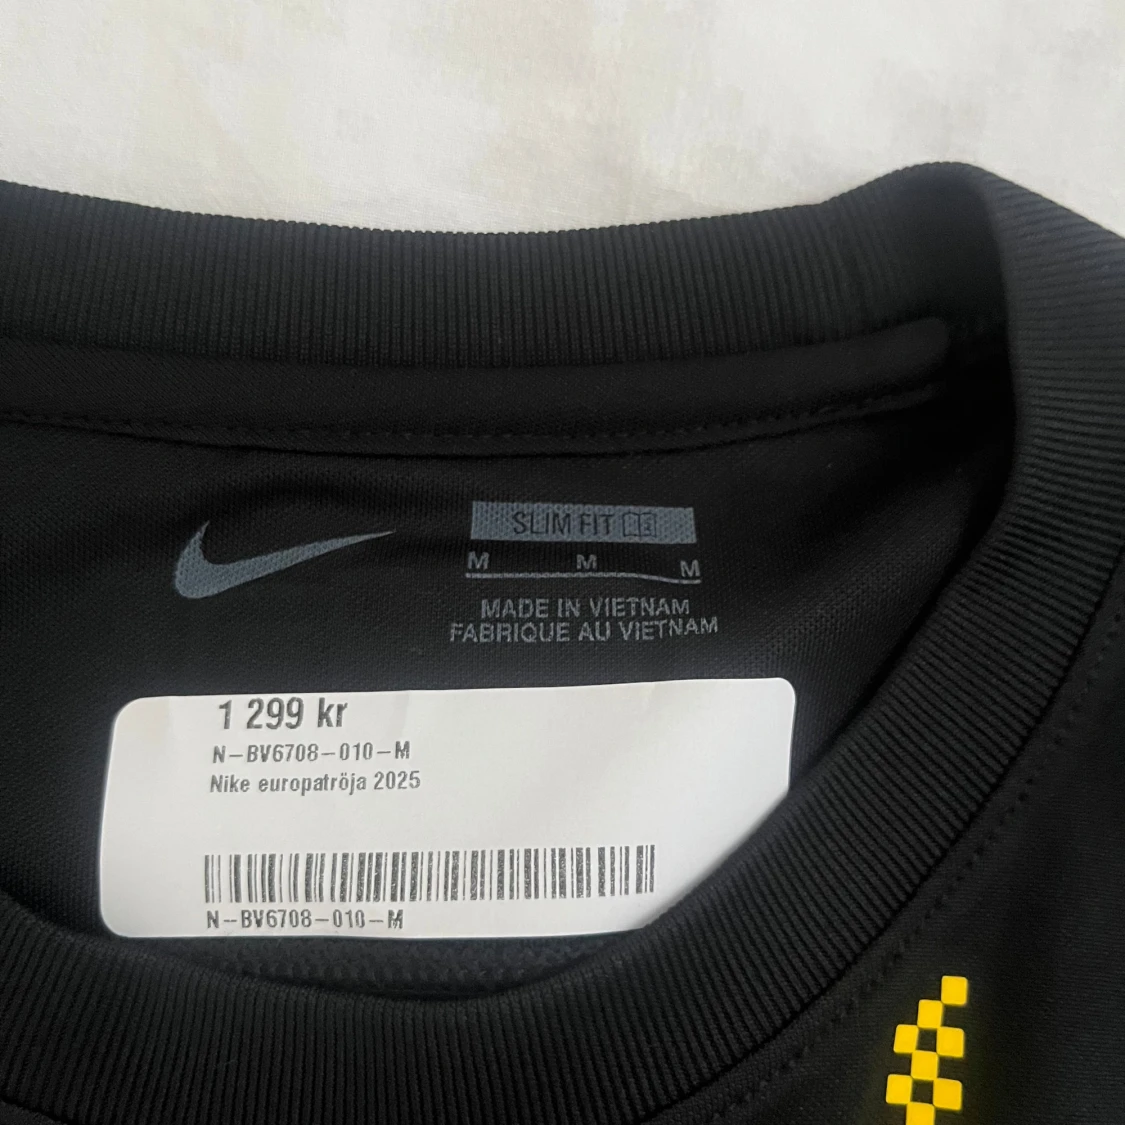 SLIM FIT
M M M
MADE IN VIETNAM
FABRIQUE AU VIETNAM
1 299 kr
N-BV6708-010-M
Nike europatröja 2025
N-BV6708-010-M